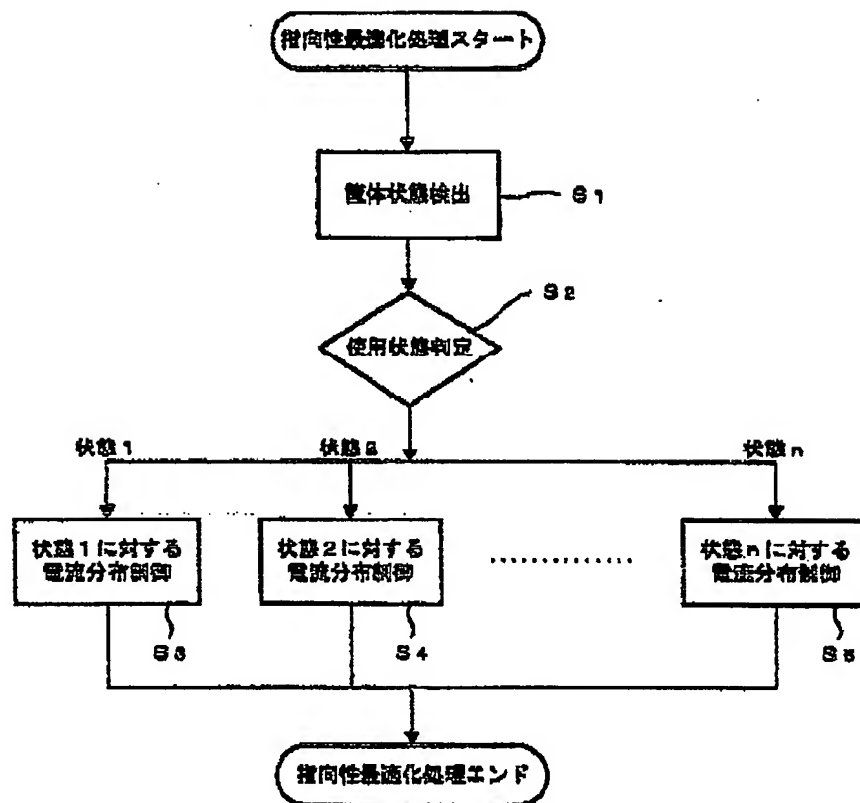 指向性最適化処理スタート
筐体状態検出
S1
S2
使用状態判定
状態1
状態2
状態n
状態1に対する
電流分布制御
状態2に対する
電流分布制御
状態nに対する
電流分布制御
S3
S4
S5
指向性最適化処理エンド